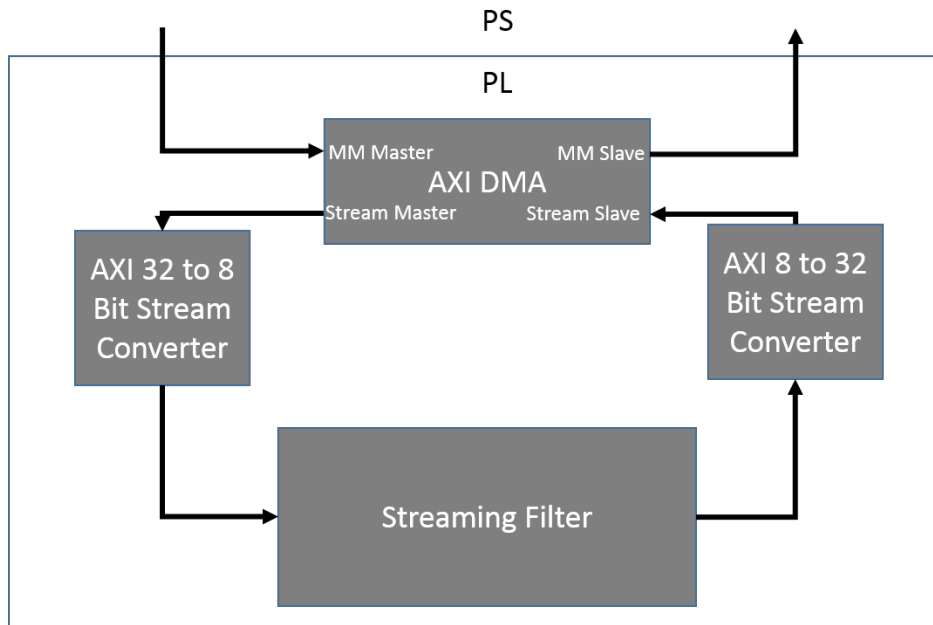 PS
PL
MM Master
MM Slave
AXI DMA
Stream Master
Stream Slave
AXI 32 to 8
Bit Stream
Converter
AXI 8 to 32
Bit Stream
Converter
Streaming Filter